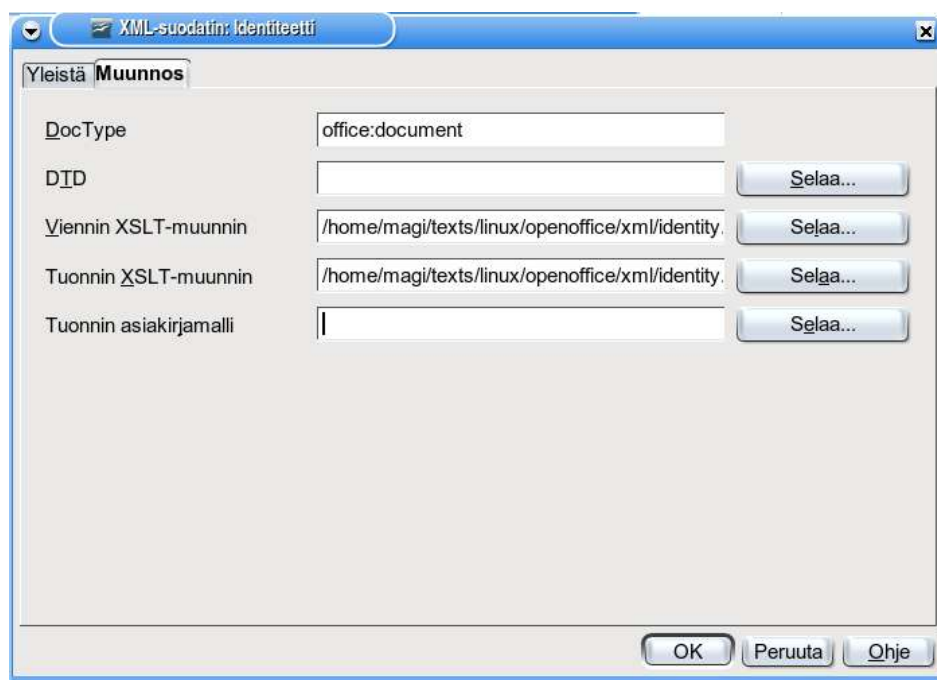 XML-suodatin: Identiteetti
Yleistä Muunnos
DocType office:document
DTD Selaa...
Viennin XSLT-muunnin /home/magi/texts/linux/openoffice/xml/identity. Selaa...
Tuonnin XSLT-muunnin /home/magi/texts/linux/openoffice/xml/identity. Selaa...
Tuonnin asiakirjamalli Selaa...
OK Peruuta Ohje